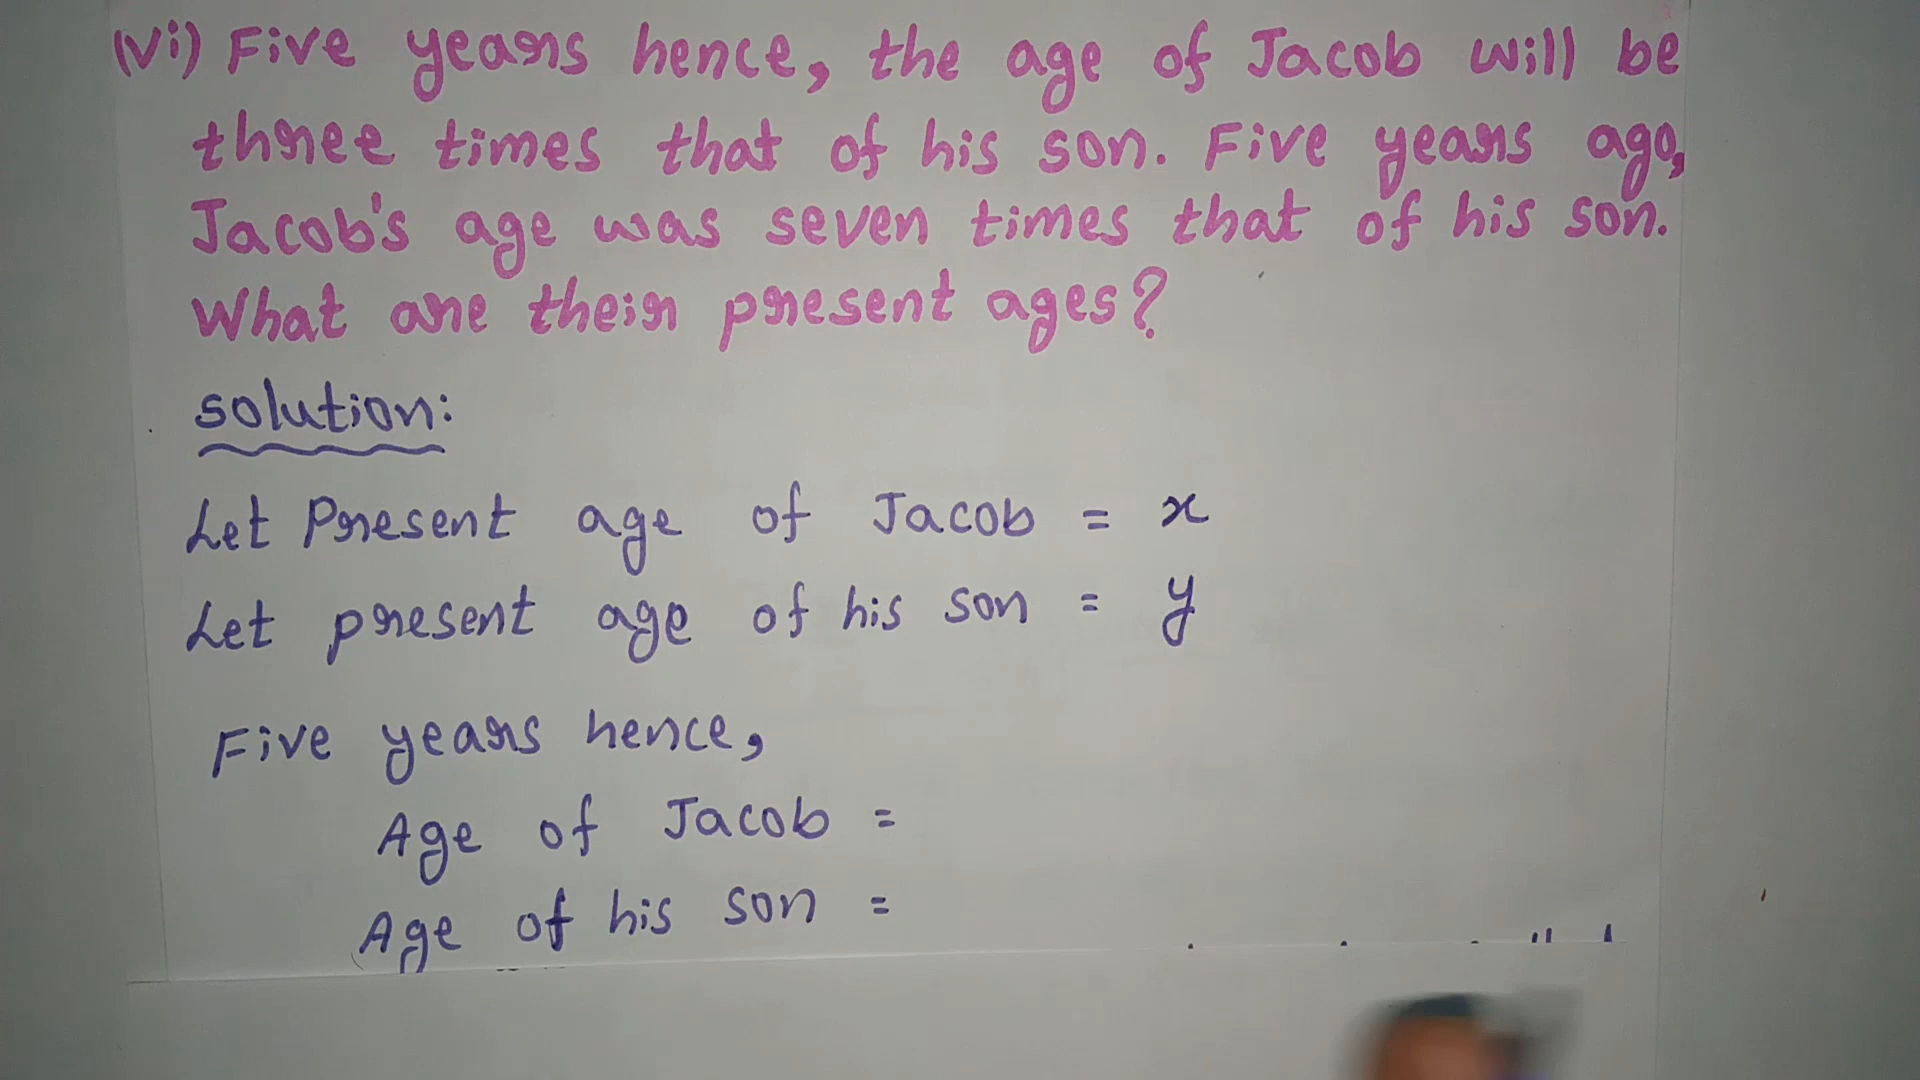 (vi) Five years hence, the age of Jacob will be
three times that of his son. Five years ago,
Jacob's age was seven times that of his son.
What are their present ages?
solution:
Let Present age of Jacob = x
Let present age of his son = y
Five years hence,
Age of Jacob =
Age of his son =